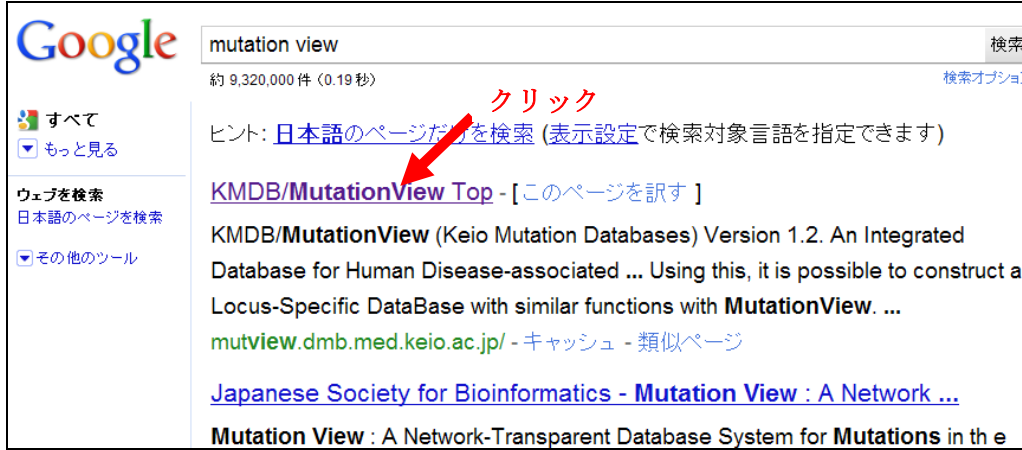 Google
mutation view
検索
約 9,320,000 件 (0.19 秒)
検索オプション
クリック
すべて
もっと見る
ヒント: 日本語のページだけを検索 (表示設定で検索対象言語を指定できます)
ウェブを検索
日本語のページを検索
その他のツール
KMDB/MutationView Top - [このページを訳す ]
KMDB/MutationView (Keio Mutation Databases) Version 1.2. An Integrated
Database for Human Disease-associated ... Using this, it is possible to construct a
Locus-Specific DataBase with similar functions with MutationView. ...
mutview.dmb.med.keio.ac.jp/ - キャッシュ - 類似ページ
Japanese Society for Bioinformatics - Mutation View : A Network ...
Mutation View : A Network-Transparent Database System for Mutations in th e